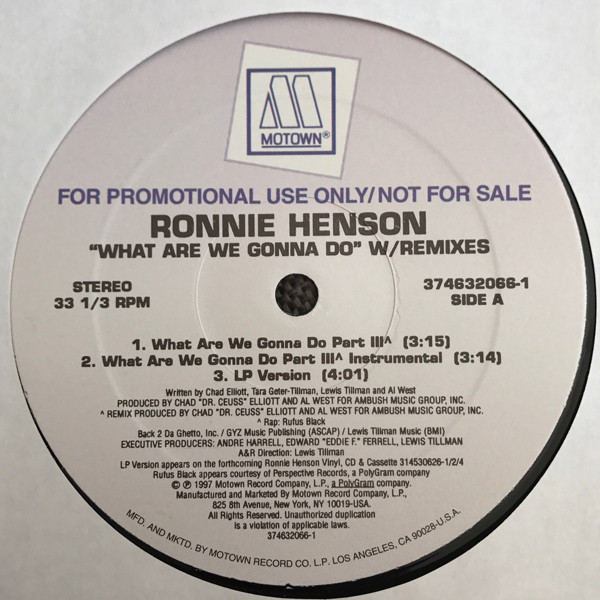 MOTOWN®
FOR PROMOTIONAL USE ONLY/NOT FOR SALE
RONNIE HENSON
"WHAT ARE WE GONNA DO" W/REMIXES
STEREO
33 1/3 RPM
374632066-1
SIDE A
1. What Are We Gonna Do Part III^ (3:15)
2. What Are We Gonna Do Part III^ Instrumental (3:14)
3. LP Version (4:01)
Written by Chad Elliott, Tara Geter-Tillman, Lewis Tillman and Al West
PRODUCED BY CHAD "DR. CEUSS" ELLIOTT AND AL WEST FOR AMBUSH MUSIC GROUP, INC.
^ REMIX PRODUCED BY CHAD "DR. CEUSS" ELLIOTT AND AL WEST FOR AMBUSH MUSIC GROUP, INC.
^ Rap: Rufus Black
Back 2 Da Ghetto, Inc. / GYZ Music Publishing (ASCAP) / Lewis Tillman Music (BMI)
EXECUTIVE PRODUCERS: ANDRE HARRELL, EDWARD "EDDIE F." FERRELL, LEWIS TILLMAN
A&R Direction: Lewis Tillman
LP Version appears on the forthcoming Ronnie Henson Vinyl, CD & Cassette 314530626-1/2/4
Rufus Black appears courtesy of Perspective Records, a PolyGram company
© ℗ 1997 Motown Record Company, L.P., a PolyGram company.
Manufactured and Marketed By Motown Record Company, L.P.,
825 8th Avenue, New York, NY 10019-USA.
All Rights Reserved. Unauthorized duplication
is a violation of applicable laws.
374632066-1
MFD. AND MKTD. BY MOTOWN RECORD CO. L.P. LOS ANGELES, CA 90028-U.S.A.